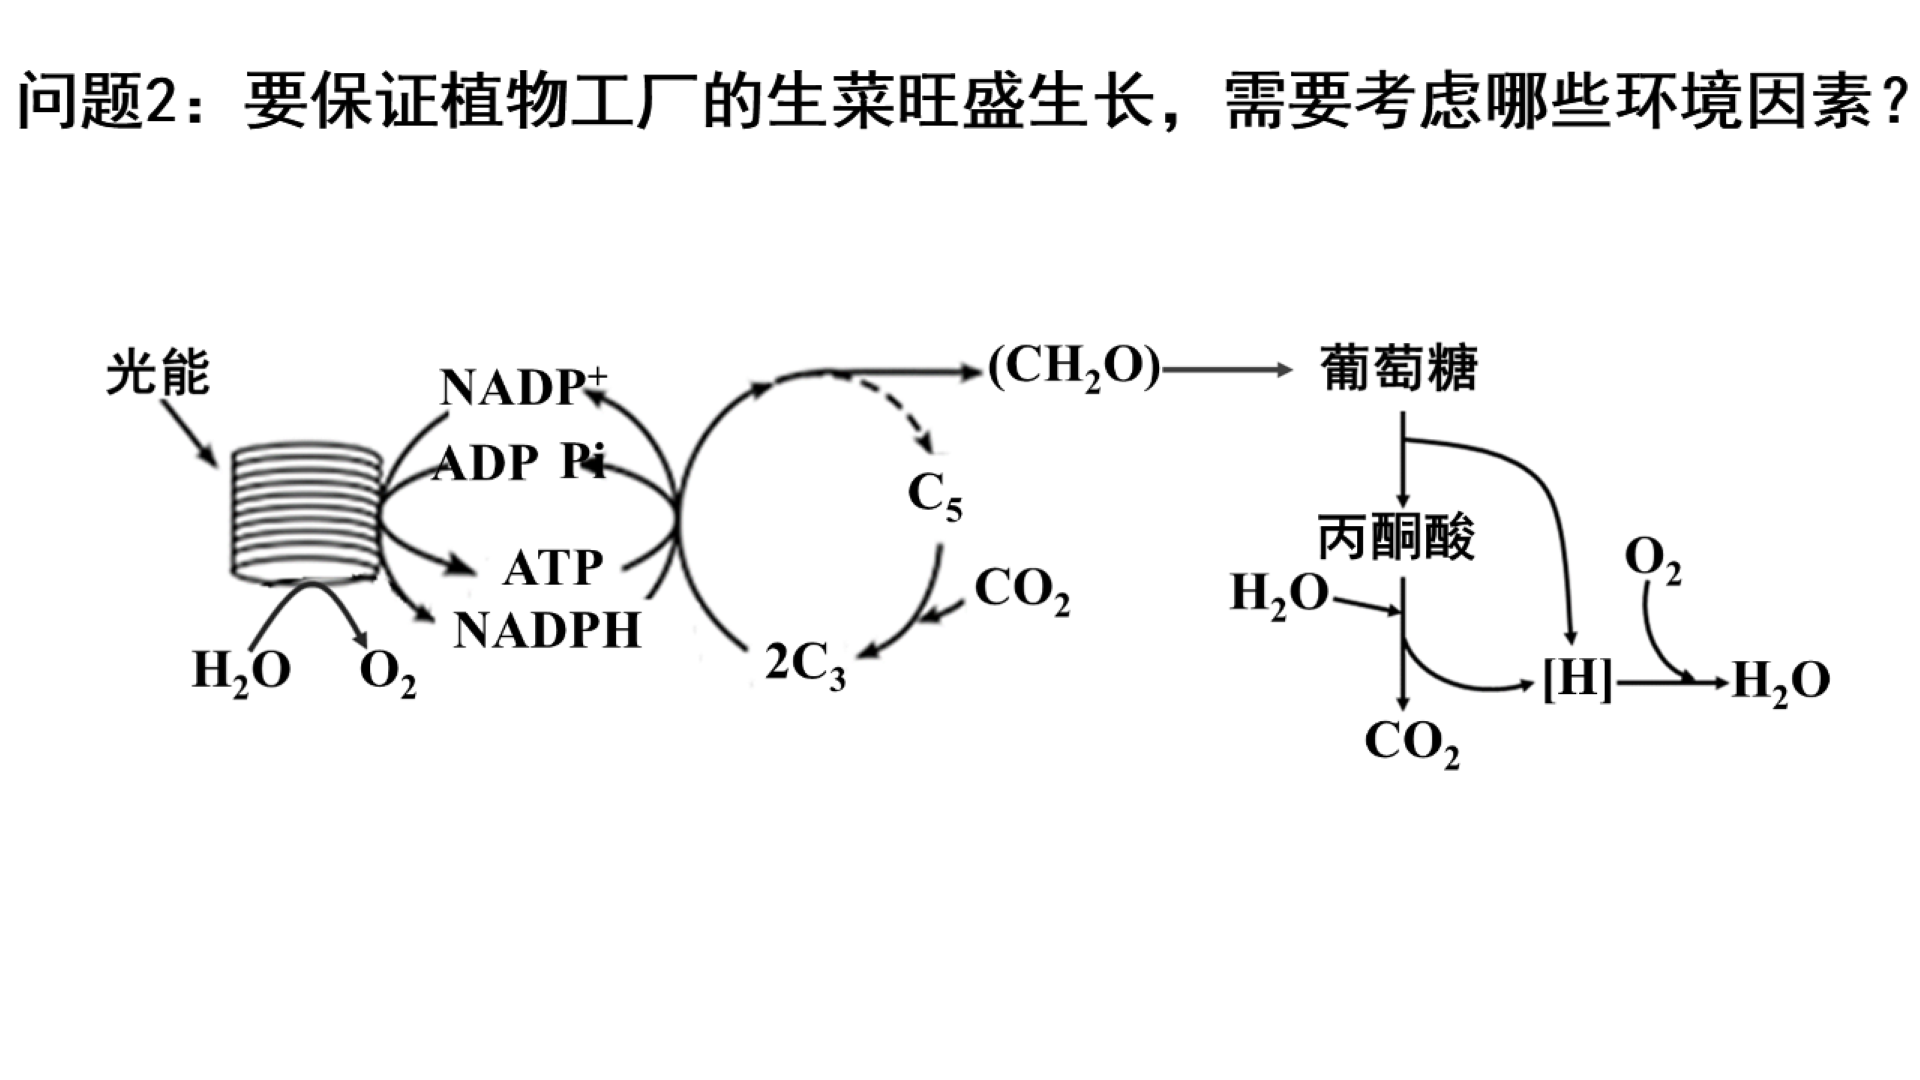 问题2：要保证植物工厂的生菜旺盛生长，需要考虑哪些环境因素？
光能
NADP⁺
(CH₂O)
葡萄糖
ADP Pi
C₅
丙酮酸
O₂
ATP
CO₂
H₂O
NADPH
H₂O
O₂
2C₃
[H]
H₂O
CO₂